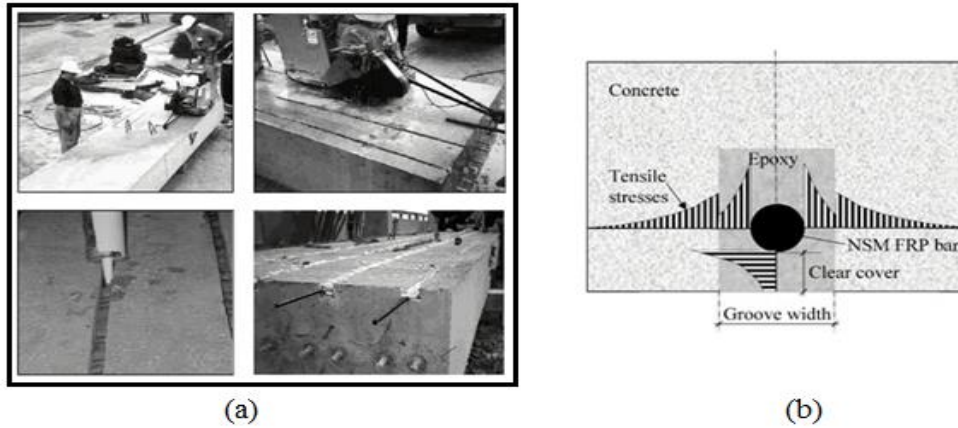 Concrete
Epoxy
Tensile
stresses
NSM FRP bar
Clear cover
Groove width
(a)
(b)